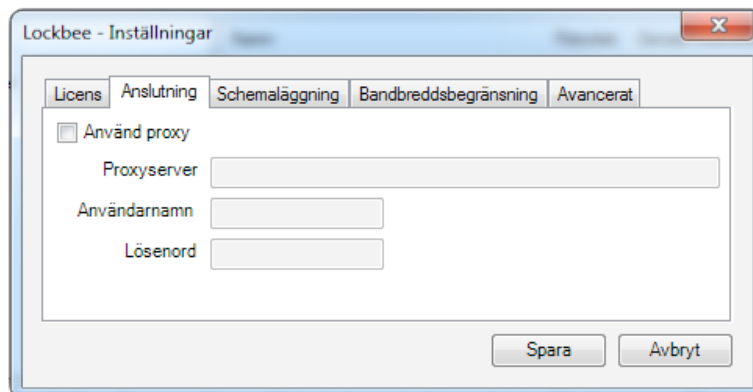 Lockbee - Inställningar
Licens Anslutning Schemaläggning Bandbreddsbegränsning Avancerat
Använd proxy
Proxyserver
Användarnamn
Lösenord
Spara Avbryt